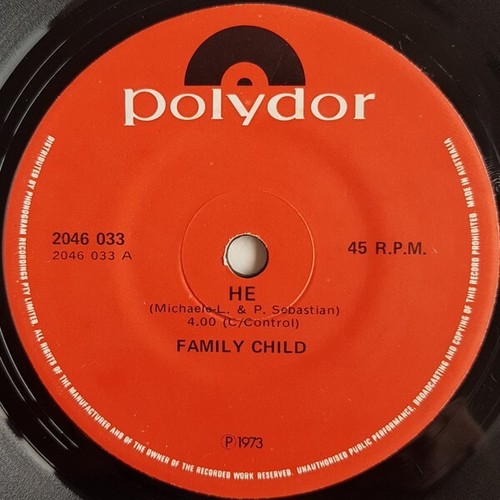 polydor
2046 033
2046 033 A
45 R.P.M.
HE
(Michaele-L. & P. Sebastian)
4.00 (C/Control)
FAMILY CHILD
Ⓟ1973
DISTRIBUTED BY PHONOGRAM RECORDINGS PTY LIMITED. ALL RIGHTS OF THE MANUFACTURER AND OF THE OWNER OF THE RECORDED WORK RESERVED. UNAUTHORISED PUBLIC PERFORMANCE, BROADCASTING AND COPYING OF THIS RECORD PROHIBITED. MADE IN AUSTRALIA